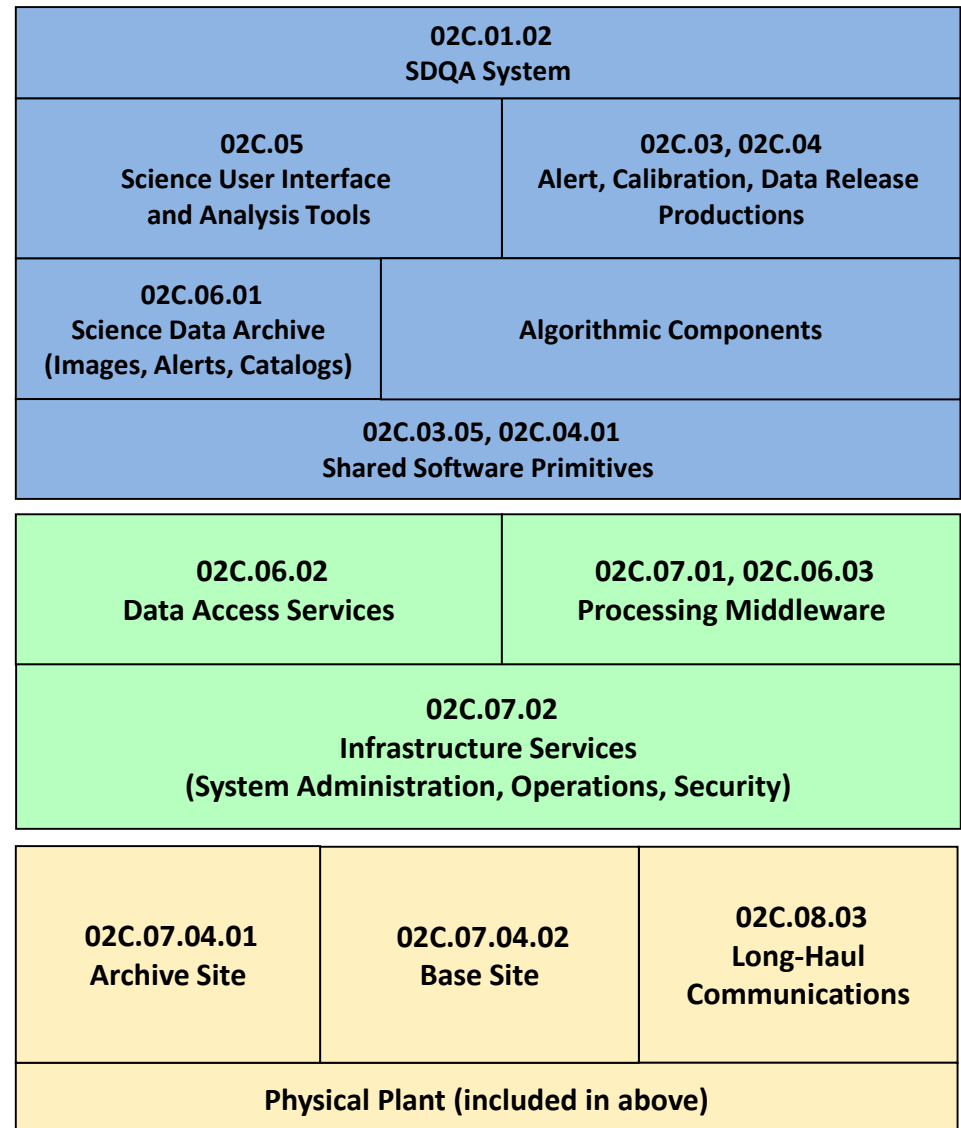 02C.01.02
SDQA System
02C.05
Science User Interface
and Analysis Tools
02C.03, 02C.04
Alert, Calibration, Data Release
Productions
02C.06.01
Science Data Archive
(Images, Alerts, Catalogs)
Algorithmic Components
02C.03.05, 02C.04.01
Shared Software Primitives
02C.06.02
Data Access Services
02C.07.01, 02C.06.03
Processing Middleware
02C.07.02
Infrastructure Services
(System Administration, Operations, Security)
02C.07.04.01
Archive Site
02C.07.04.02
Base Site
02C.08.03
Long-Haul
Communications
Physical Plant (included in above)